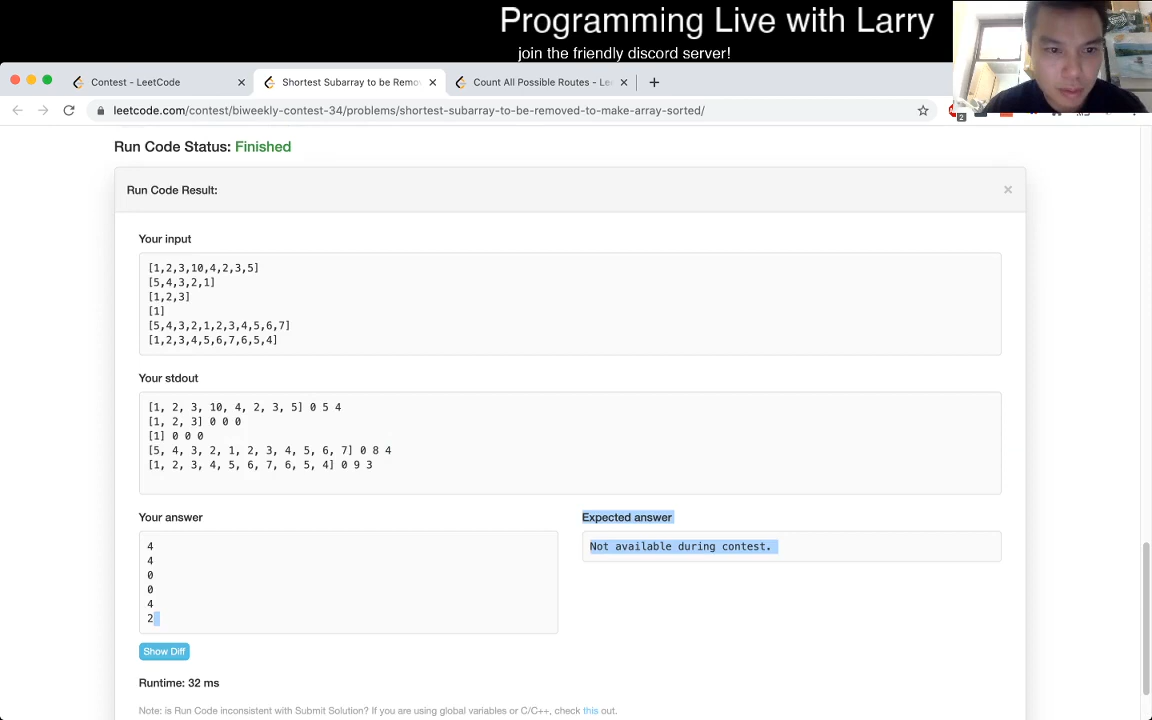 Programming Live with Larry
join the friendly discord server!
Contest - LeetCode
Shortest Subarray to be Remo
Count All Possible Routes - Le
leetcode.com/contest/biweekly-contest-34/problems/shortest-subarray-to-be-removed-to-make-array-sorted/
2
Run Code Status: Finished
Run Code Result:
Your input
[1,2,3,10,4,2,3,5]
[5,4,3,2,1]
[1,2,3]
[1]
[5,4,3,2,1,2,3,4,5,6,7]
[1,2,3,4,5,6,7,6,5,4]
Your stdout
[1, 2, 3, 10, 4, 2, 3, 5] 0 5 4
[1, 2, 3] 0 0 0
[1] 0 0 0
[5, 4, 3, 2, 1, 2, 3, 4, 5, 6, 7] 0 8 4
[1, 2, 3, 4, 5, 6, 7, 6, 5, 4] 0 9 3
Your answer
4
4
0
0
4
2
Expected answer
Not available during contest.
Show Diff
Runtime: 32 ms
Note: is Run Code inconsistent with Submit Solution? If you are using global variables or C/C++, check this out.